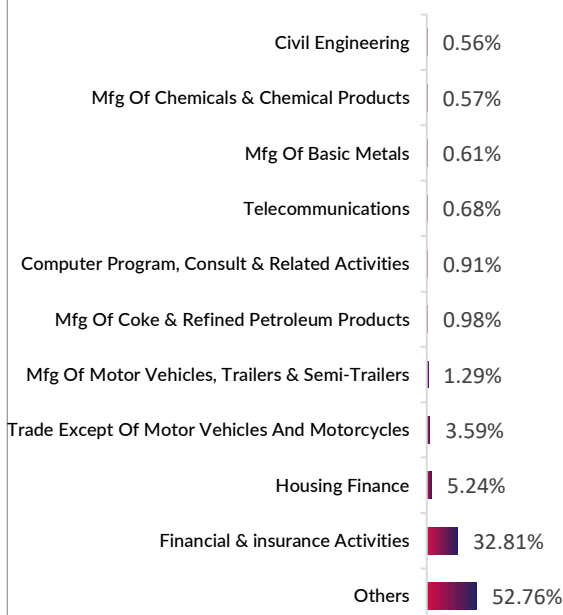 Civil Engineering 0.56%
Mfg Of Chemicals & Chemical Products 0.57%
Mfg Of Basic Metals 0.61%
Telecommunications 0.68%
Computer Program, Consult & Related Activities 0.91%
Mfg Of Coke & Refined Petroleum Products 0.98%
Mfg Of Motor Vehicles, Trailers & Semi-Trailers 1.29%
Trade Except Of Motor Vehicles And Motorcycles 3.59%
Housing Finance 5.24%
Financial & insurance Activities 32.81%
Others 52.76%